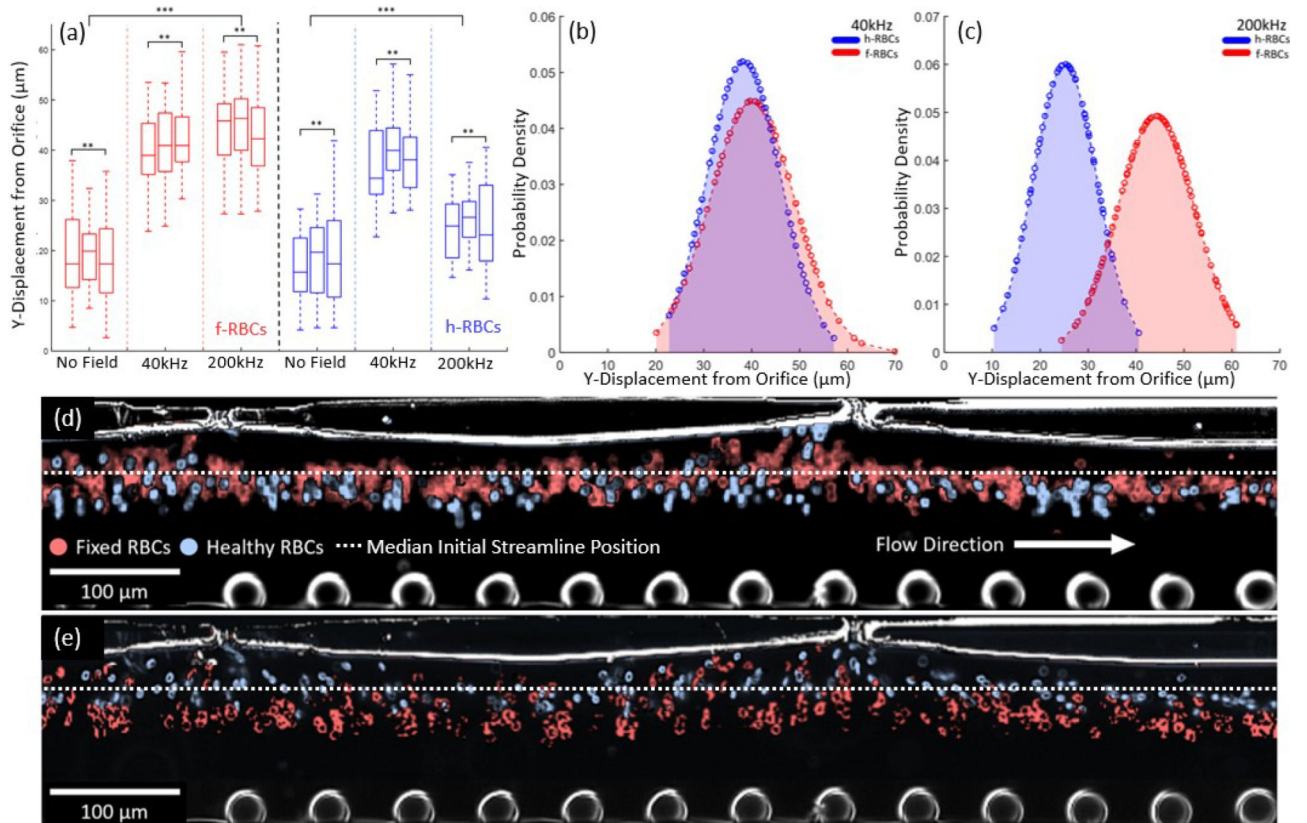 (a)
***
***
**
**
**
**
**
**
Y-Displacement from Orifice (µm)
60
50
40
30
20
10
0
f-RBCs
h-RBCs
No Field
40kHz
200kHz
No Field
40kHz
200kHz
(b)
40kHz
h-RBCs
f-RBCs
Probability Density
0.06
0.05
0.04
0.03
0.02
0.01
0
0
10
20
30
40
50
60
70
Y-Displacement from Orifice (µm)
(c)
200kHz
h-RBCs
f-RBCs
Probability Density
0.07
0.06
0.05
0.04
0.03
0.02
0.01
0
0
10
20
30
40
50
60
70
Y-Displacement from Orifice (µm)
(d)
Fixed RBCs
Healthy RBCs
Median Initial Streamline Position
Flow Direction
100 µm
(e)
100 µm